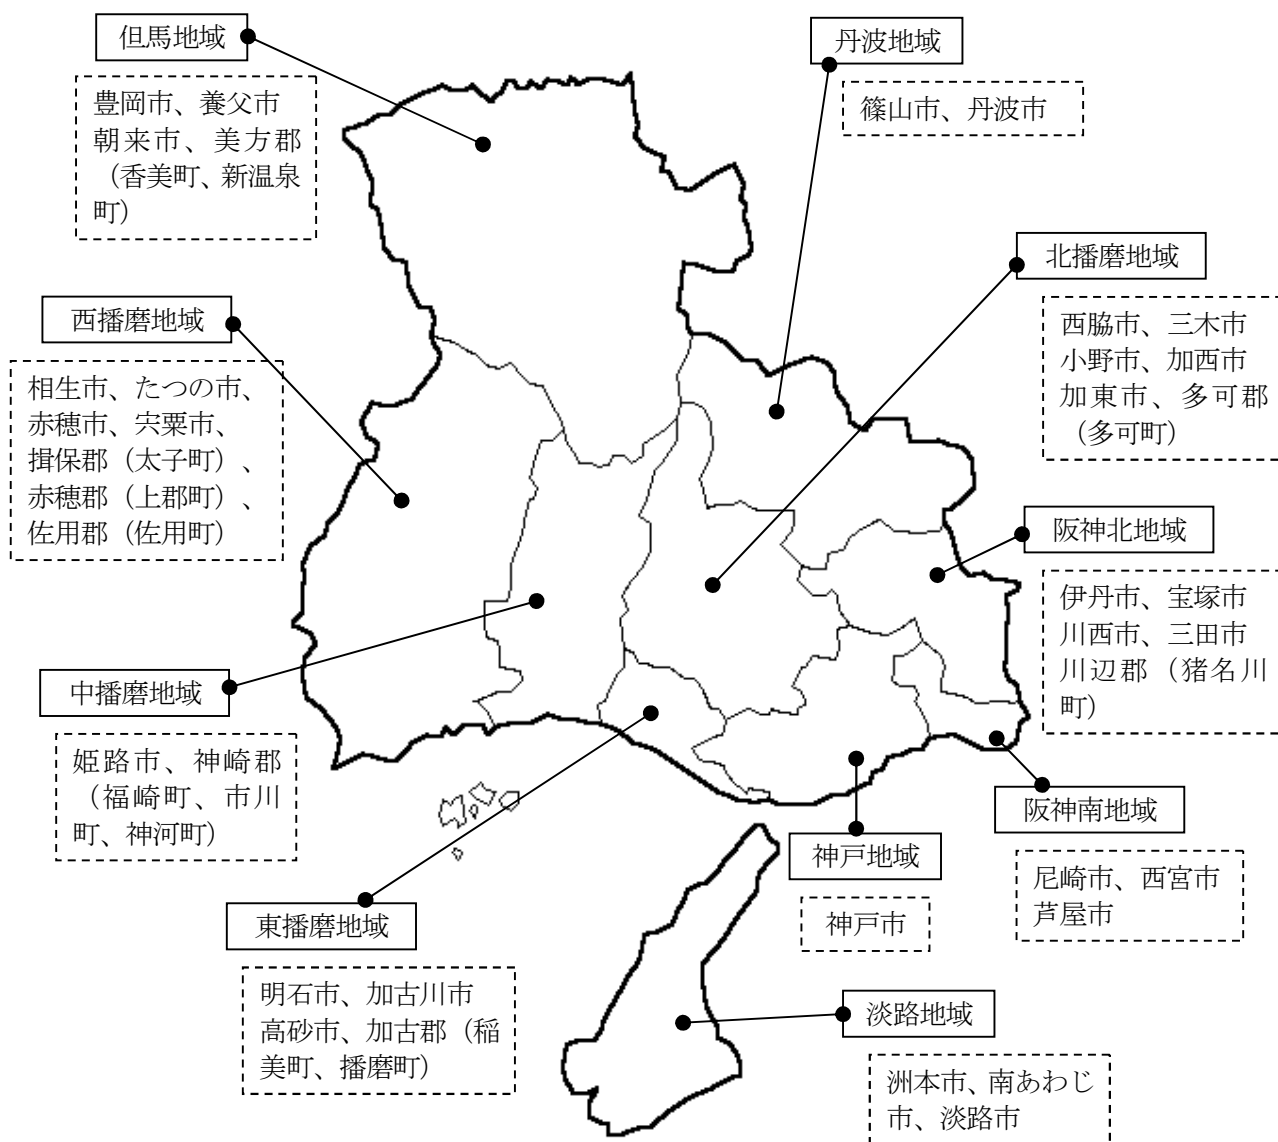 但馬地域
豊岡市、養父市
朝来市、美方郡
（香美町、新温泉
町）
丹波地域
篠山市、丹波市
北播磨地域
西脇市、三木市
小野市、加西市
加東市、多可郡
（多可町）
西播磨地域
相生市、たつの市、
赤穂市、宍粟市、
揖保郡（太子町）、
赤穂郡（上郡町）、
佐用郡（佐用町）
阪神北地域
伊丹市、宝塚市
川西市、三田市
川辺郡（猪名川
町）
中播磨地域
姫路市、神崎郡
（福崎町、市川
町、神河町）
阪神南地域
尼崎市、西宮市
芦屋市
神戸地域
神戸市
東播磨地域
明石市、加古川市
高砂市、加古郡（稲
美町、播磨町）
淡路地域
洲本市、南あわじ
市、淡路市